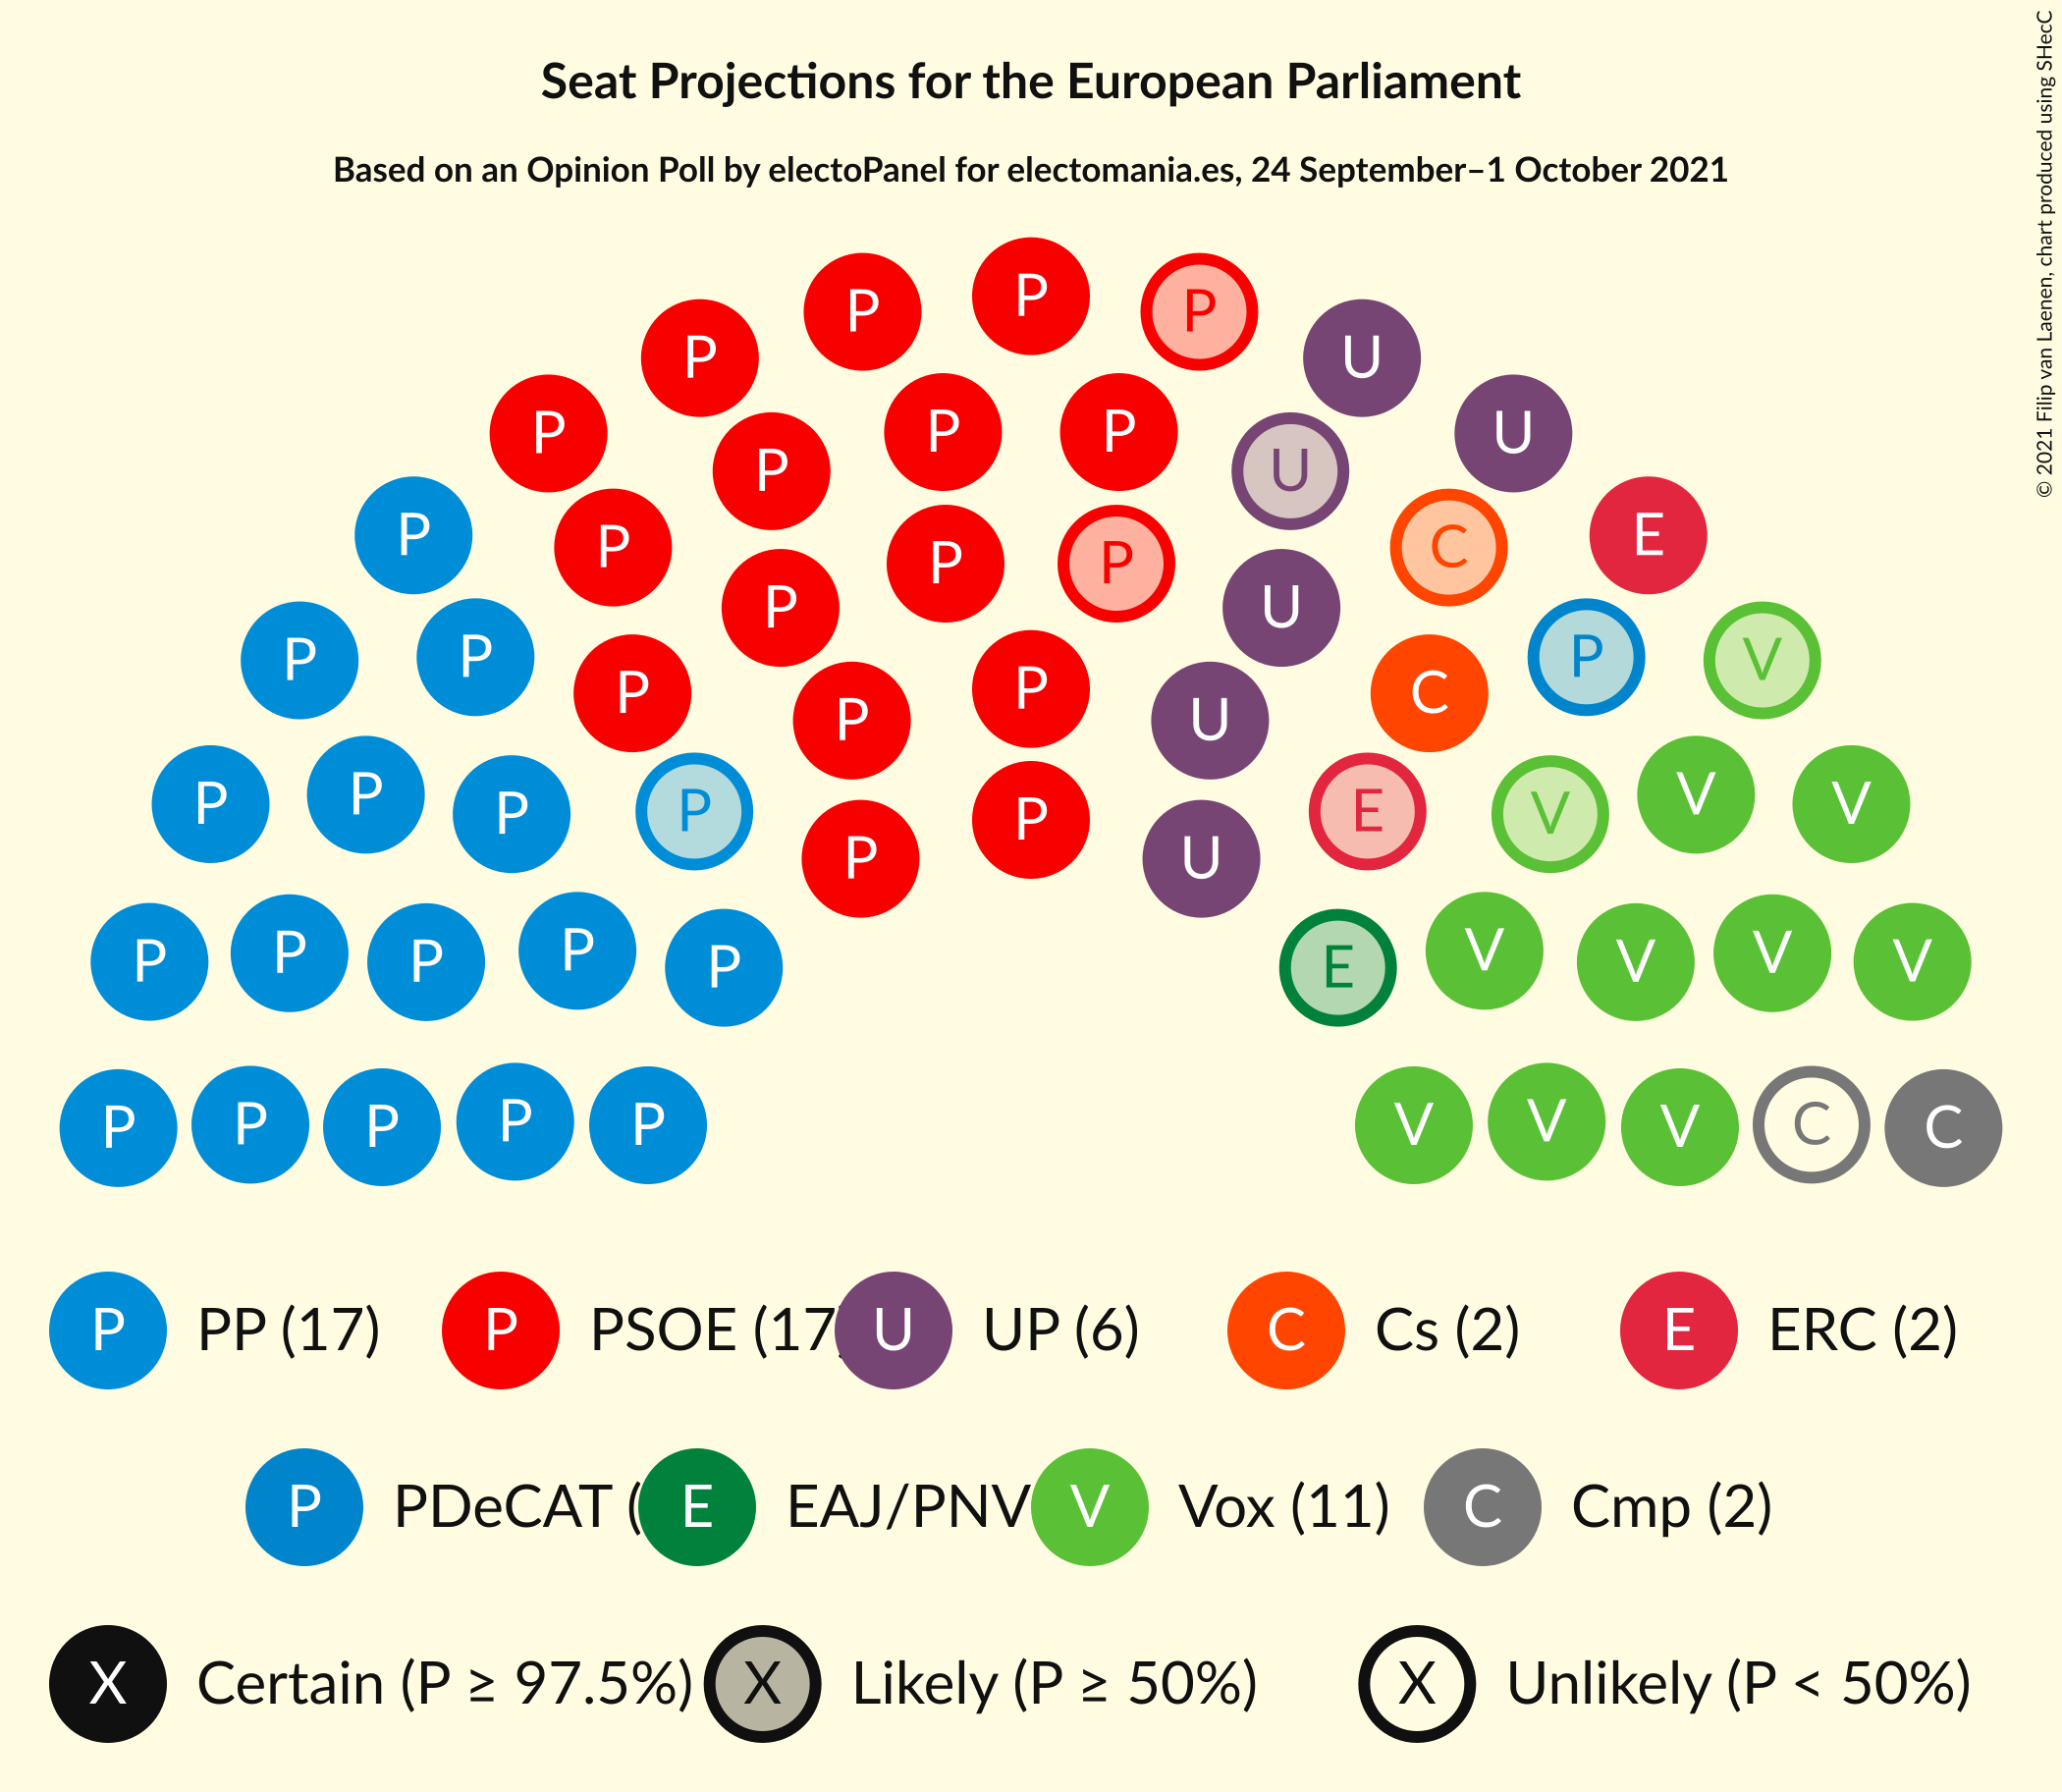 Seat Projections for the European Parliament
Based on an Opinion Poll by electoPanel for electomania.es, 24 September–1 October 2021
© 2021 Filip van Laenen, chart produced using SHecC
P
P P
P U
P P P U
P U
P E
P C
P P
P U
P P P V
P P C
P U
P P V V
P P E V
P
P U
P P P P P E V V V V
P P P P P V V V C C
P PP (17) P PSOE (17 U UP (6) C Cs (2) E ERC (2)
P PDeCAT ( E EAJ/PNV V Vox (11) C Cmp (2)
X Certain (P ≥ 97.5%) X Likely (P ≥ 50%) X Unlikely (P < 50%)